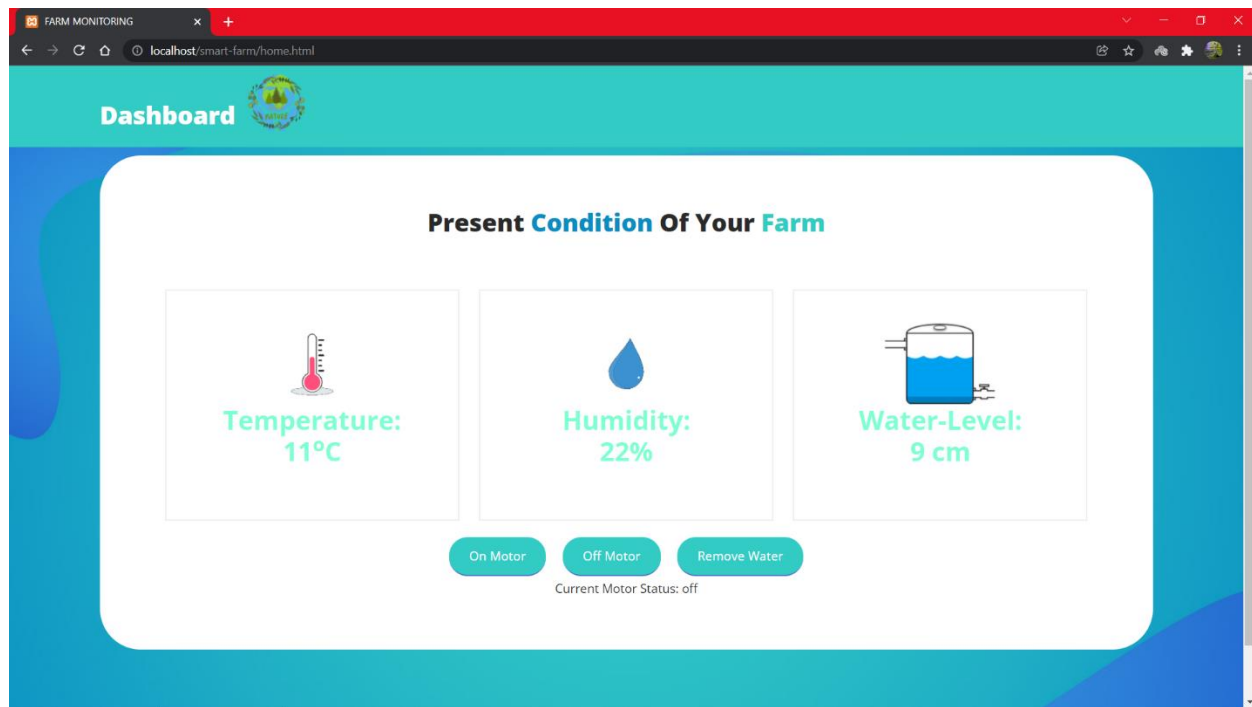 FARM MONITORING
localhost/smart-farm/home.html
Dashboard
Present Condition Of Your Farm
Temperature:
11°C
Humidity:
22%
Water-Level:
9 cm
On Motor
Off Motor
Remove Water
Current Motor Status: off